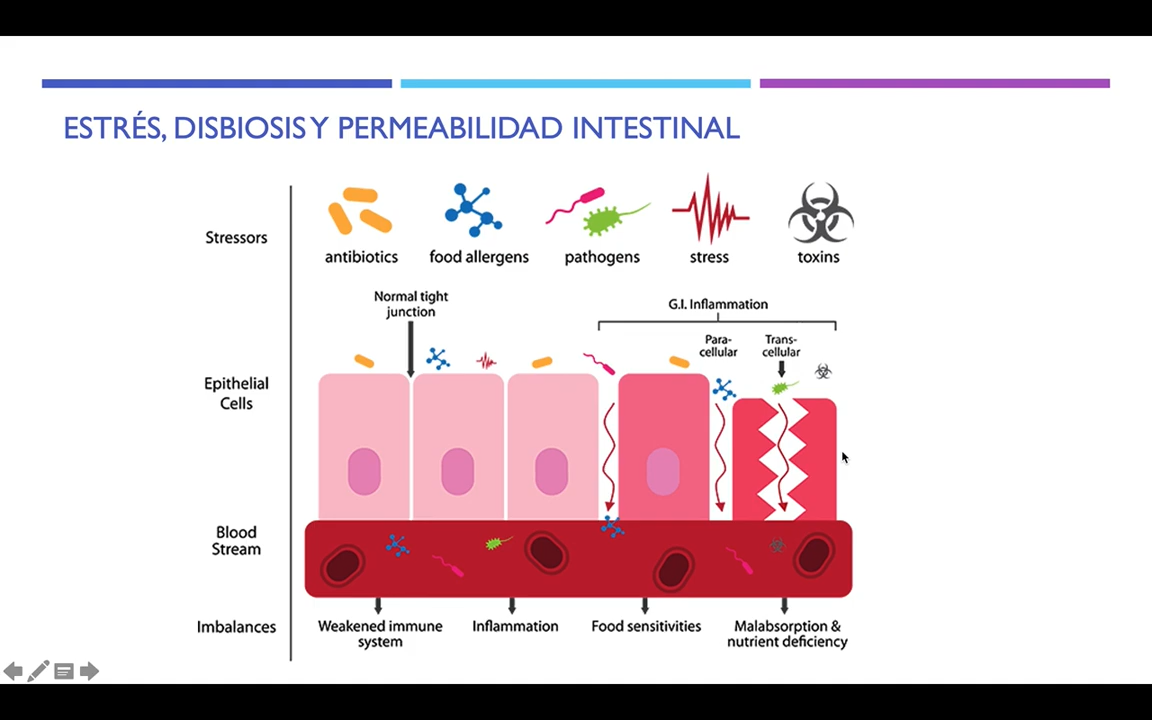 ESTRÉS, DISBIOSIS Y PERMEABILIDAD INTESTINAL
Stressors
antibiotics
food allergens
pathogens
stress
toxins
Normal tight
junction
G.I. Inflammation
Para-
cellular
Trans-
cellular
Epithelial
Cells
Blood
Stream
Imbalances
Weakened immune
system
Inflammation
Food sensitivities
Malabsorption &
nutrient deficiency